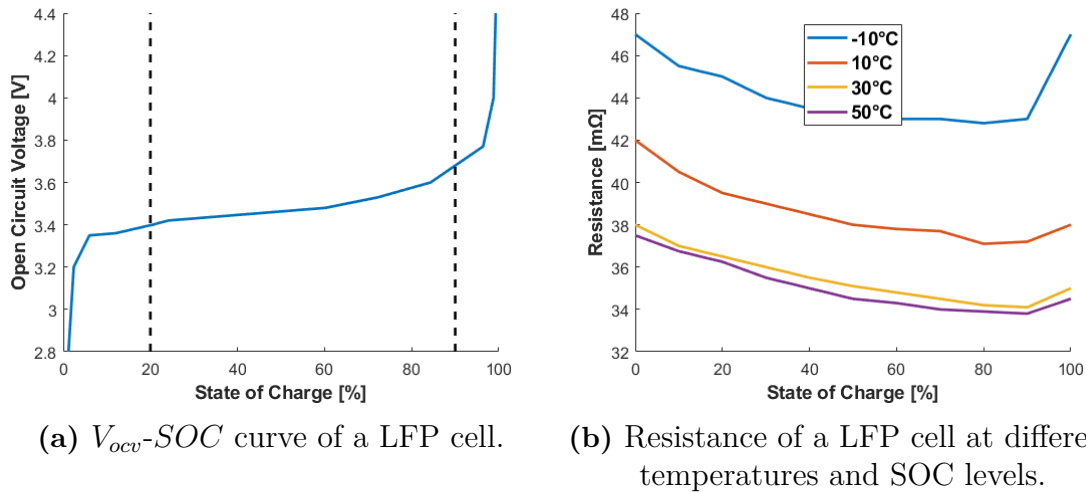 4.4
4.2
4
3.8
3.6
3.4
3.2
3
2.8
Open Circuit Voltage [V]
0 20 40 60 80 100
State of Charge [%]
48
46
44
42
40
38
36
34
32
Resistance [mΩ]
-10°C
10°C
30°C
50°C
0 20 40 60 80 100
State of Charge [%]
(a) Vocv-SOC curve of a LFP cell.
(b) Resistance of a LFP cell at differe
temperatures and SOC levels.